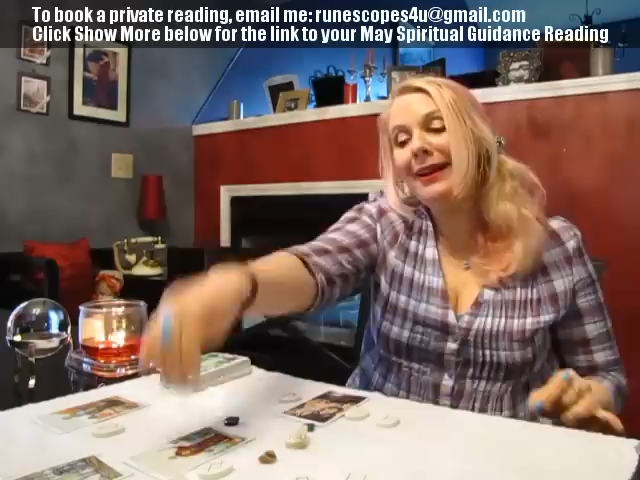 To book a private reading, email me: runescopes4u@gmail.com
Click Show More below for the link to your May Spiritual Guidance Reading